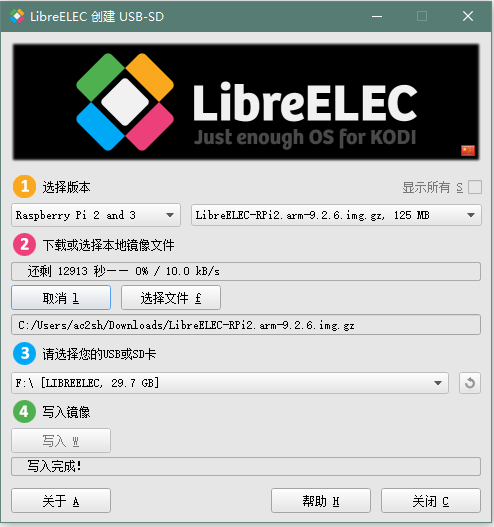 LibreELEC 创建 USB-SD
LibreELEC
Just enough OS for KODI
1 选择版本
显示所有 S
Raspberry Pi 2 and 3
LibreELEC-RPi2.arm-9.2.6.img.gz, 125 MB
2 下载或选择本地镜像文件
还剩 12913 秒—— 0% / 10.0 kB/s
取消 l
选择文件 f
C:/Users/ac2sh/Downloads/LibreELEC-RPi2.arm-9.2.6.img.gz
3 请选择您的USB或SD卡
F:\ [LIBREELEC, 29.7 GB]
4 写入镜像
写入 W
写入完成!
关于 A
帮助 H
关闭 C